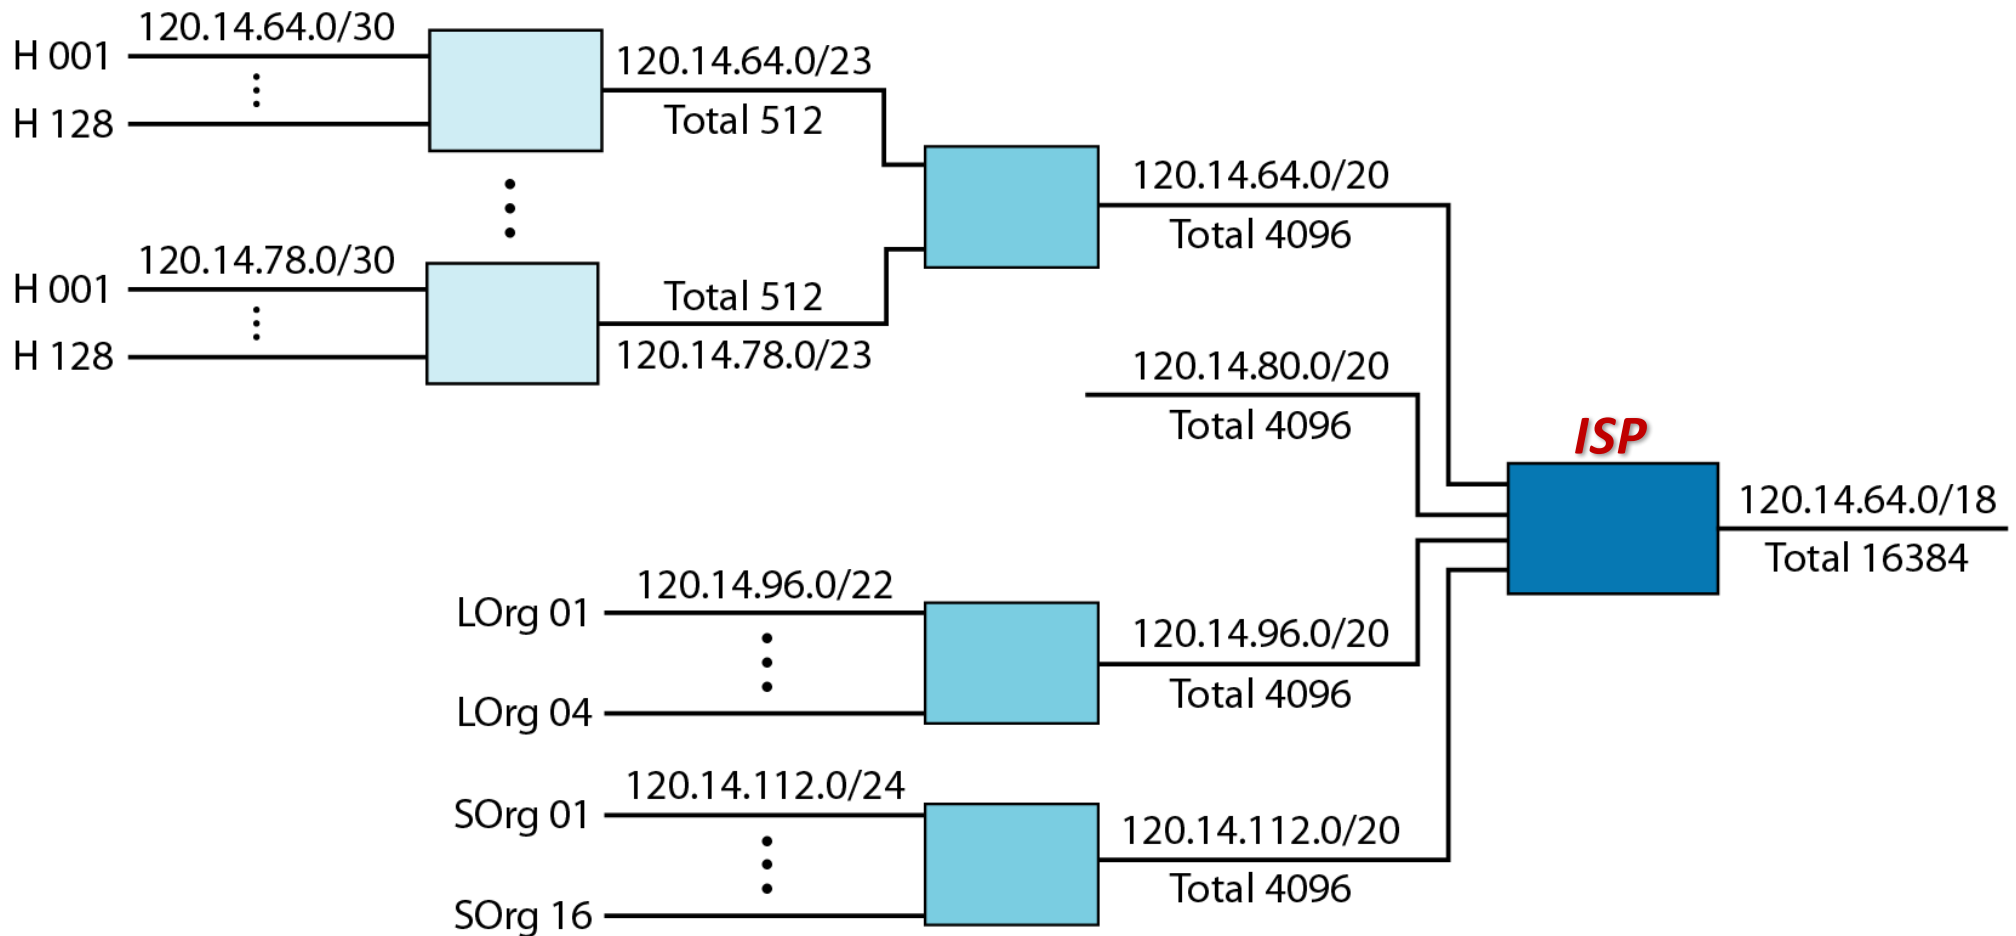 120.14.64.0/30
H 001
H 128
120.14.64.0/23
Total 512
120.14.78.0/30
H 001
H 128
Total 512
120.14.78.0/23
120.14.64.0/20
Total 4096
120.14.80.0/20
Total 4096
ISP
120.14.64.0/18
Total 16384
120.14.96.0/22
LOrg 01
LOrg 04
120.14.96.0/20
Total 4096
120.14.112.0/24
SOrg 01
SOrg 16
120.14.112.0/20
Total 4096